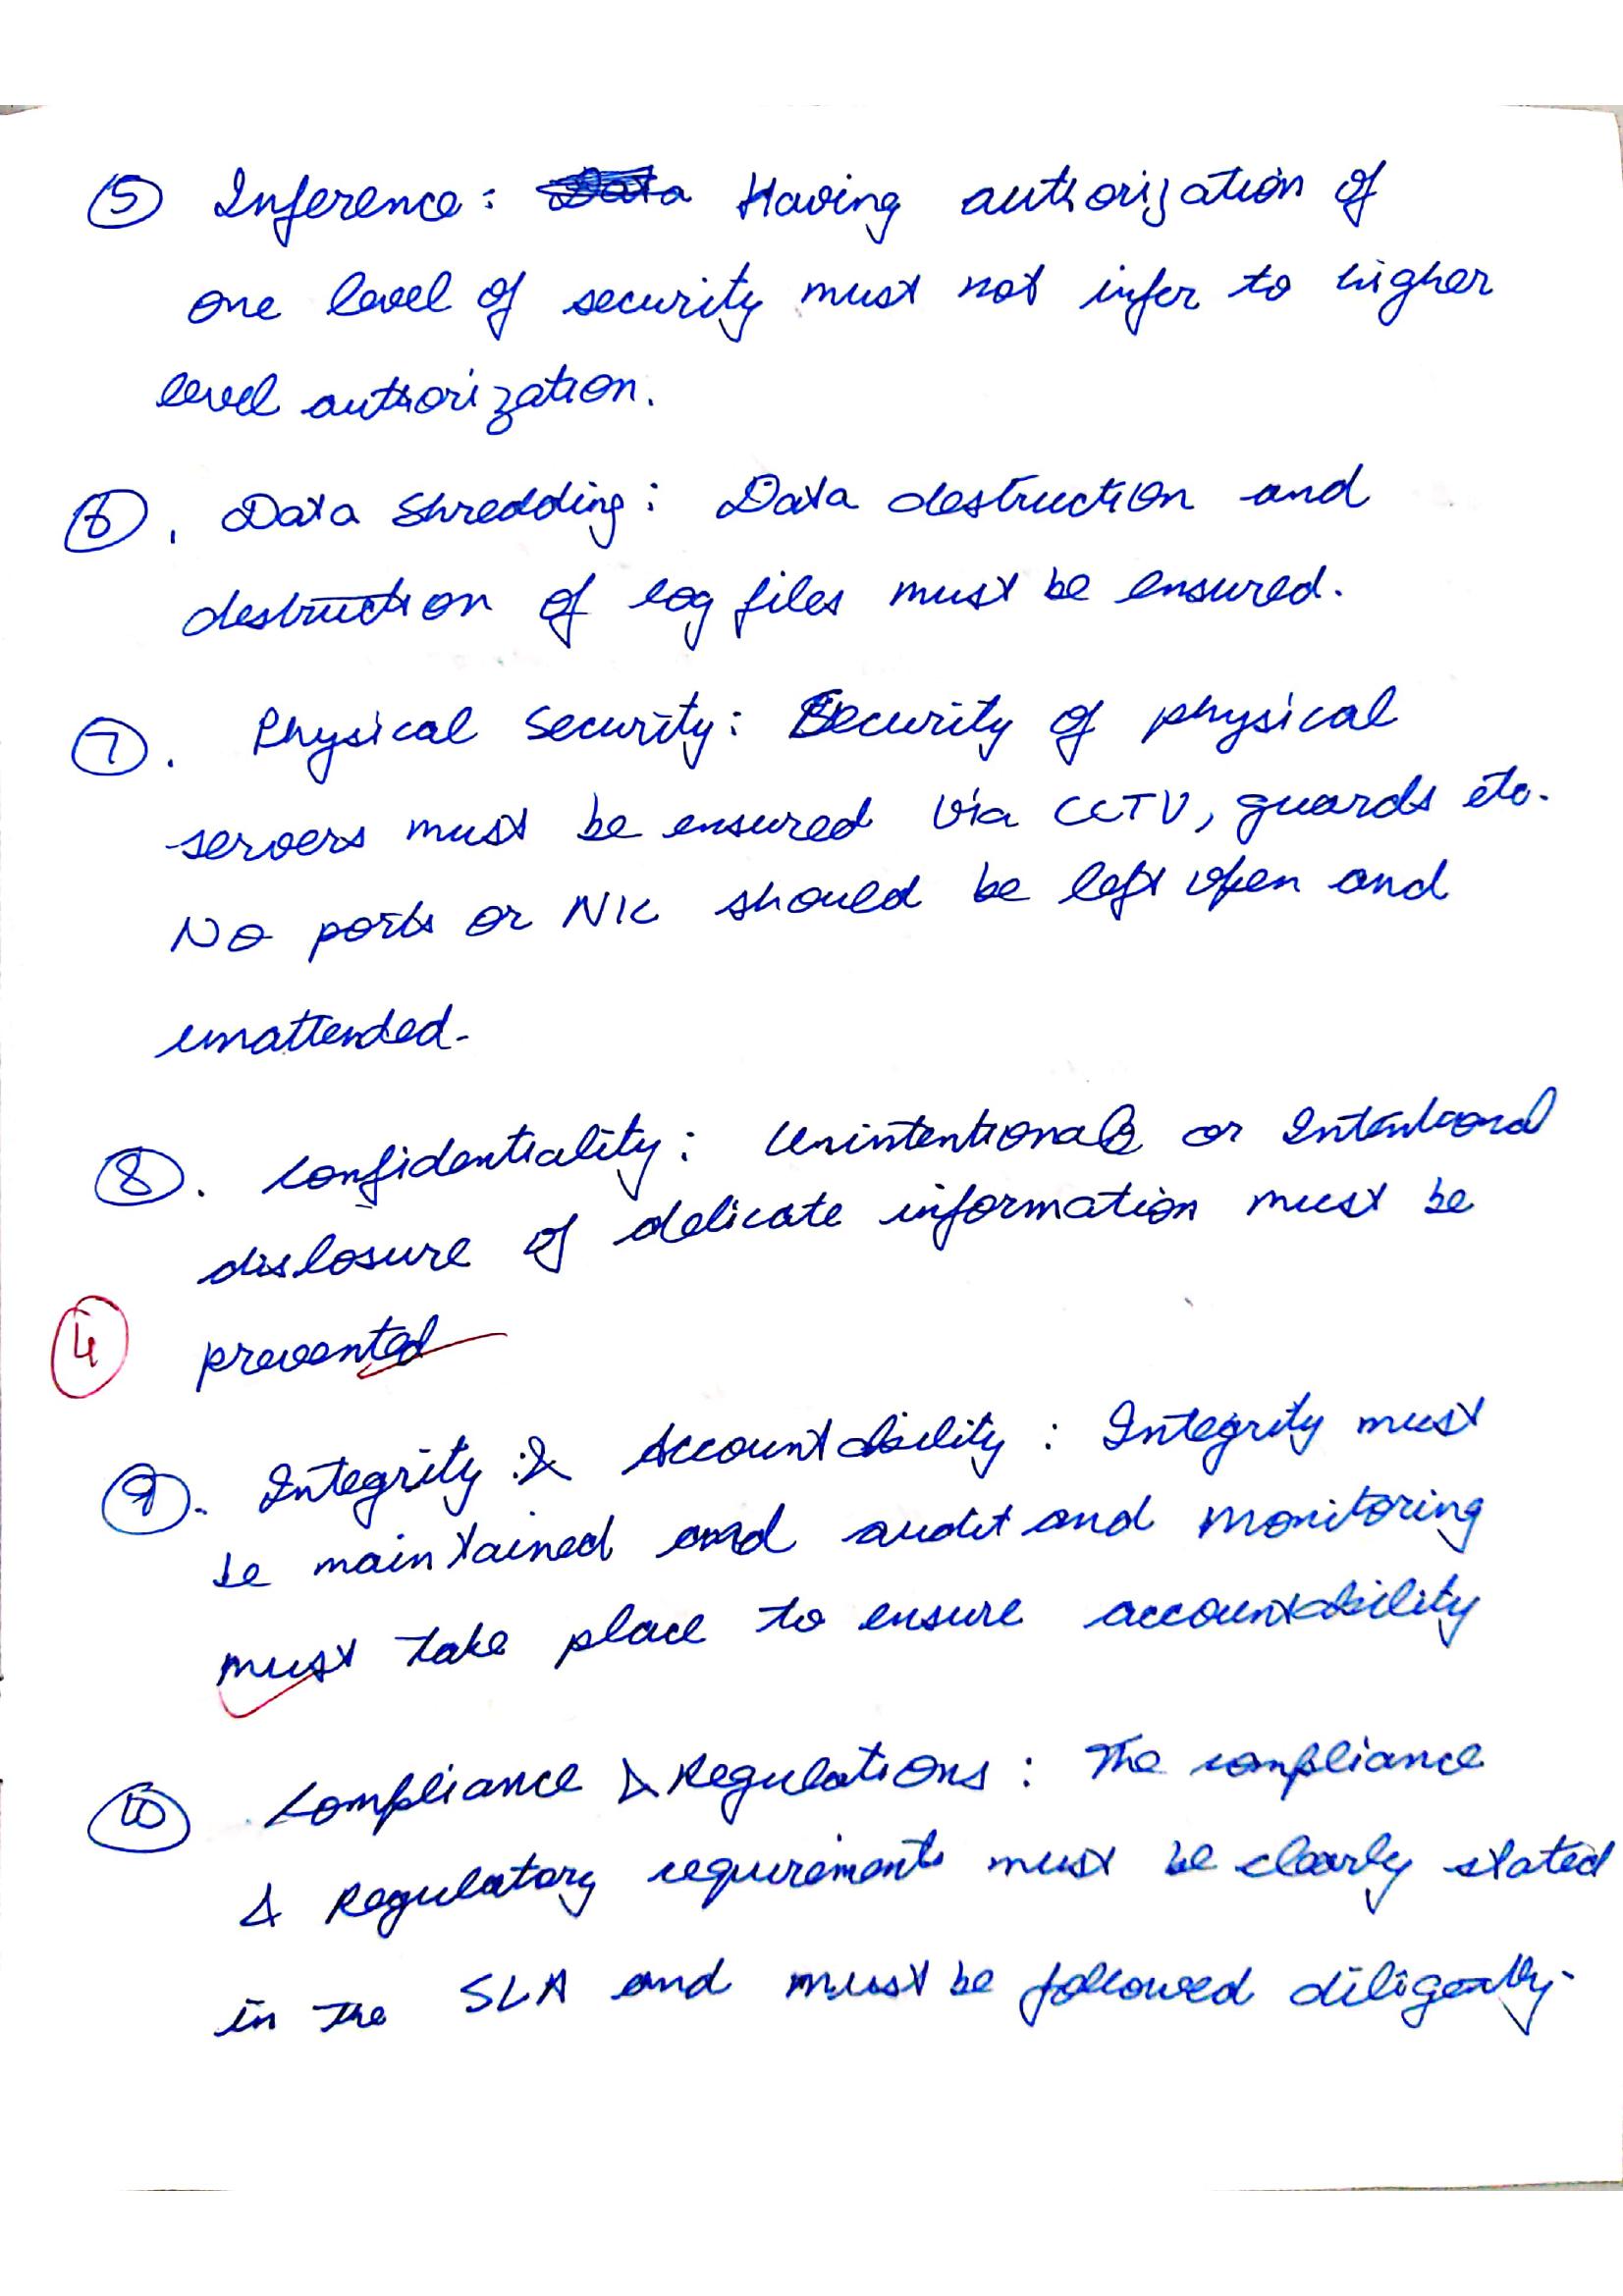 ⑤ Inference: Data Having authorization of
one level of security must not infer to higher
level authorization.
⑥. Data Shredding: Data destruction and
destruction of log files must be ensured.
⑦. Physical Security: Security of physical
servers must be ensured via CCTV, guards etc.
No ports or NIC should be left open and
unattended.
⑧. Confidentiality: Unintentional or Intentional
disclosure of delicate information must be
④ prevented
⑨. Integrity & Accountability: Integrity must
be maintained and audit and monitoring
must take place to ensure accountability
⑩. Compliance & Regulations: The compliance
& Regulatory requirements must be clearly stated
in the SLA and must be followed diligently.